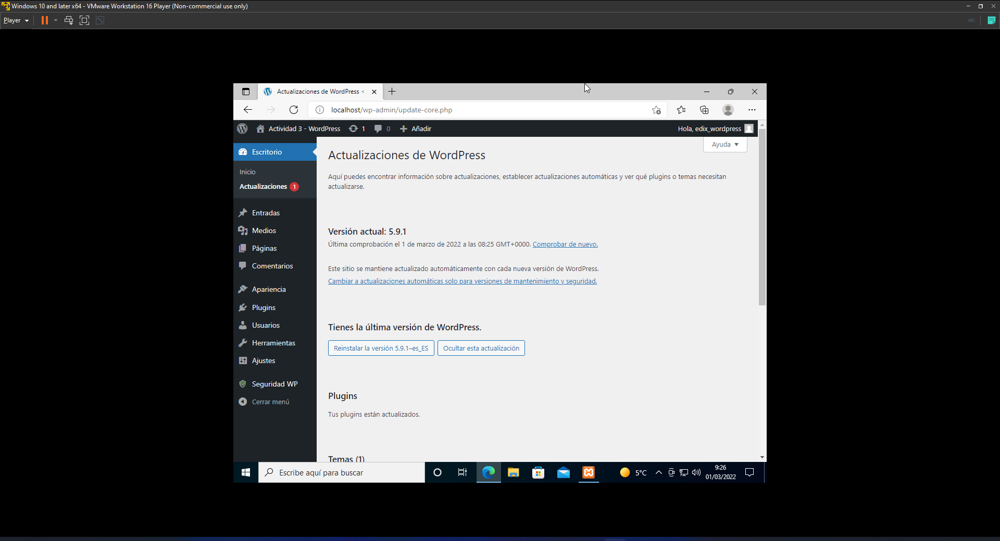 Windows 10 and later x64 - VMware Workstation 16 Player (Non-commercial use only)
Player
Actualizaciones de WordPress <
localhost/wp-admin/update-core.php
Actividad 3 - WordPress 1 0 Añadir
Hola, edix_wordpress
Ayuda
Escritorio
Inicio
Actualizaciones 1
Entradas
Medios
Páginas
Comentarios
Apariencia
Plugins
Usuarios
Herramientas
Ajustes
Seguridad WP
Cerrar menú
Actualizaciones de WordPress
Aquí puedes encontrar información sobre actualizaciones, establecer actualizaciones automáticas y ver qué plugins o temas necesitan
actualizarse.
Versión actual: 5.9.1
Última comprobación el 1 de marzo de 2022 a las 08:25 GMT+0000. Comprobar de nuevo.
Este sitio se mantiene actualizado automáticamente con cada nueva versión de WordPress.
Cambiar a actualizaciones automáticas solo para versiones de mantenimiento y seguridad.
Tienes la última versión de WordPress.
Reinstalar la versión 5.9.1–es_ES
Ocultar esta actualización
Plugins
Tus plugins están actualizados.
Temas (1)
Escribe aquí para buscar
5°C
9:26
01/03/2022